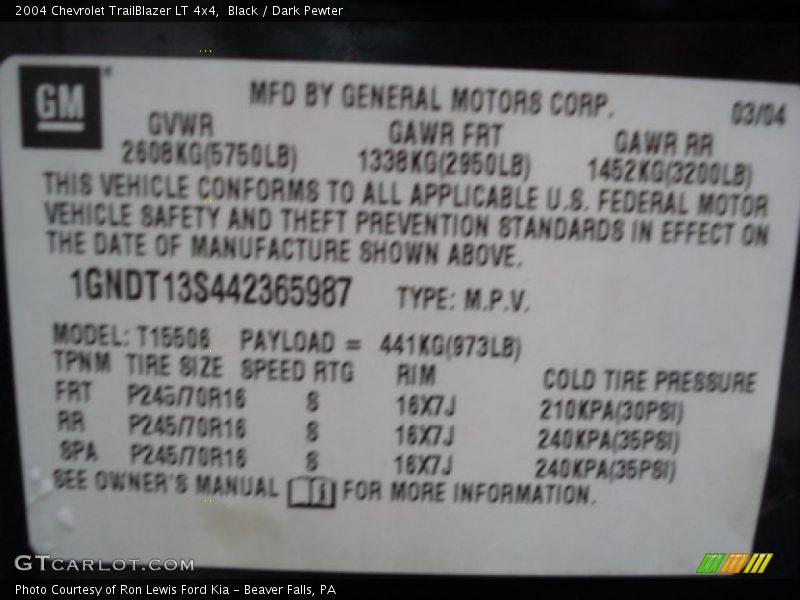 2004 Chevrolet TrailBlazer LT 4x4,  Black / Dark Pewter
GM
MFD BY GENERAL MOTORS CORP.
03/04
GVWR GAWR FRT GAWR RR
2608KG(5750LB) 1338KG(2950LB) 1452KG(3200LB)
THIS VEHICLE CONFORMS TO ALL APPLICABLE U.S. FEDERAL MOTOR
VEHICLE SAFETY AND THEFT PREVENTION STANDARDS IN EFFECT ON
THE DATE OF MANUFACTURE SHOWN ABOVE.
1GNDT13S442365987 TYPE: M.P.V.
MODEL: T15506 PAYLOAD = 441KG(973LB)
TPNM TIRE SIZE SPEED RTG RIM COLD TIRE PRESSURE
FRT P245/70R16 S 16X7J 210KPA(30PSI)
RR P245/70R16 S 16X7J 240KPA(35PSI)
SPA P245/70R16 S 16X7J 240KPA(35PSI)
SEE OWNER'S MANUAL FOR MORE INFORMATION.
GTCARLOT.COM
Photo Courtesy of Ron Lewis Ford Kia - Beaver Falls, PA